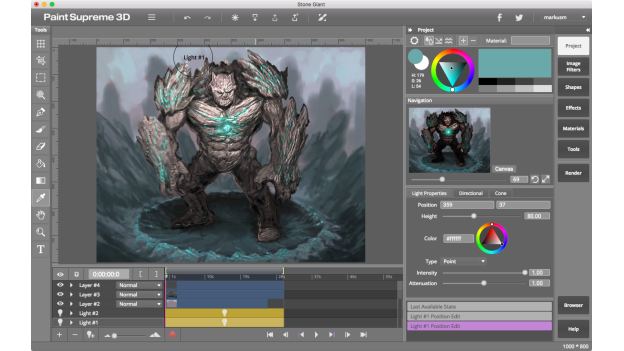 Stone Giant
Paint Supreme 3D
markusm
Tools
Light #1
Project
Material:
H: 179
S: 26
L: 54
Navigation
Canvas
69
Light Properties Directional Cone
Position 359 37
Height 80.00
Color #ffffff
Type Point
Intensity 1.00
Attenuation 1.00
Last Available State
Light #1 Position Edit
Light #1 Position Edit
Project
Image
Filters
Shapes
Effects
Materials
Tools
Render
Browser
Help
T
0:00:00:0 [ ]
Layer #4 Normal
Layer #3 Normal
Layer #2 Normal
Light #2
Light #1
1000 * 800